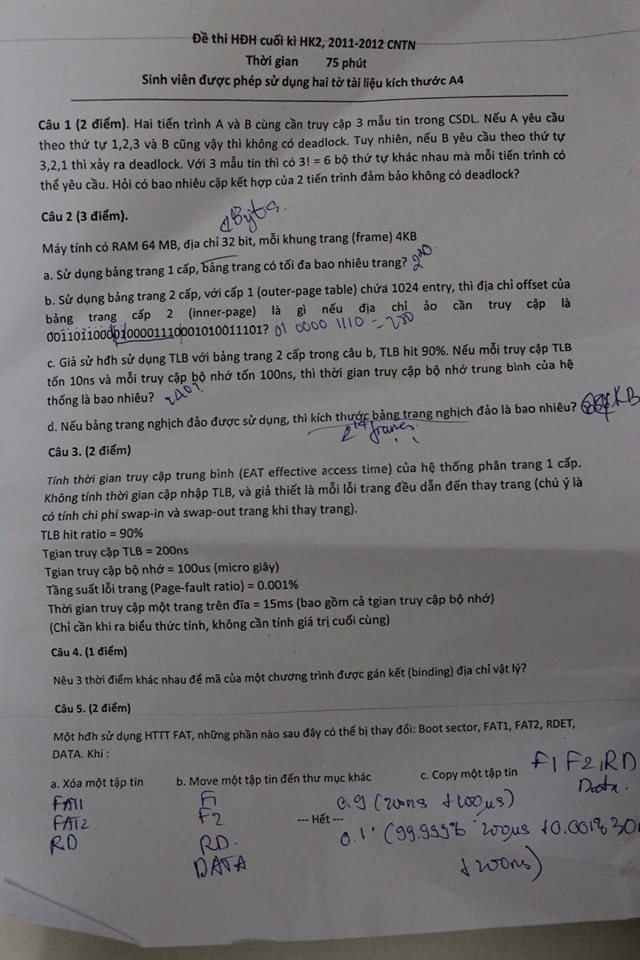 Đề thi HĐH cuối kì HK2, 2011-2012 CNTN
Thời gian 75 phút
Sinh viên được phép sử dụng hai tờ tài liệu kích thước A4
Câu 1 (2 điểm). Hai tiến trình A và B cùng cần truy cập 3 mẫu tin trong CSDL. Nếu A yêu cầu
theo thứ tự 1,2,3 và B cũng vậy thì không có deadlock. Tuy nhiên, nếu B yêu cầu theo thứ tự
3,2,1 thì xảy ra deadlock. Với 3 mẫu tin thì có 3! = 6 bộ thứ tự khác nhau mà mỗi tiến trình có
thể yêu cầu. Hỏi có bao nhiêu cặp kết hợp của 2 tiến trình đảm bảo không có deadlock?
Câu 2 (3 điểm).
Byte
Máy tính có RAM 64 MB, địa chỉ 32 bit, mỗi khung trang (frame) 4KB
a. Sử dụng bảng trang 1 cấp, bảng trang có tối đa bao nhiêu trang? 2^20
b. Sử dụng bảng trang 2 cấp, với cấp 1 (outer-page table) chứa 1024 entry, thì địa chỉ offset của
bảng trang cấp 2 (inner-page) là gì nếu địa chỉ ảo cần truy cập là
00110110000100001110001010011101? 01 0000 1110 =
c. Giả sử hđh sử dụng TLB với bảng trang 2 cấp trong câu b, TLB hit 90%. Nếu mỗi truy cập TLB
tốn 10ns và mỗi truy cập bộ nhớ tốn 100ns, thì thời gian truy cập bộ nhớ trung bình của hệ
thống là bao nhiêu?
d. Nếu bảng trang nghịch đảo được sử dụng, thì kích thước bảng trang nghịch đảo là bao nhiêu? KB
2^14 frames
Câu 3. (2 điểm)
Tính thời gian truy cập trung bình (EAT effective access time) của hệ thống phân trang 1 cấp.
Không tính thời gian cập nhập TLB, và giả thiết là mỗi lỗi trang đều dẫn đến thay trang (chú ý là
có tính chi phí swap-in và swap-out trang khi thay trang).
TLB hit ratio = 90%
Tgian truy cập TLB = 200ns
Tgian truy cập bộ nhớ = 100us (micro giây)
Tầng suất lỗi trang (Page-fault ratio) = 0.001%
Thời gian truy cập một trang trên đĩa = 15ms (bao gồm cả tgian truy cập bộ nhớ)
(Chỉ cần khi ra biểu thức tính, không cần tính giá trị cuối cùng)
Câu 4. (1 điểm)
Nêu 3 thời điểm khác nhau để mã của một chương trình được gán kết (binding) địa chỉ vật lý?
Câu 5. (2 điểm)
Một hđh sử dụng HTTT FAT, những phần nào sau đây có thể bị thay đổi: Boot sector, FAT1, FAT2, RDET,
DATA. Khi :
a. Xóa một tập tin b. Move một tập tin đến thư mục khác c. Copy một tập tin F1 F2, RD
Data.
FAT1 F1 0.9 (200ns + 100μs)
FAT2 F2 --- Hết ---
RD RD. 0.1 (99.999% 200μs + 0.001% 30
DATA + 200ns)